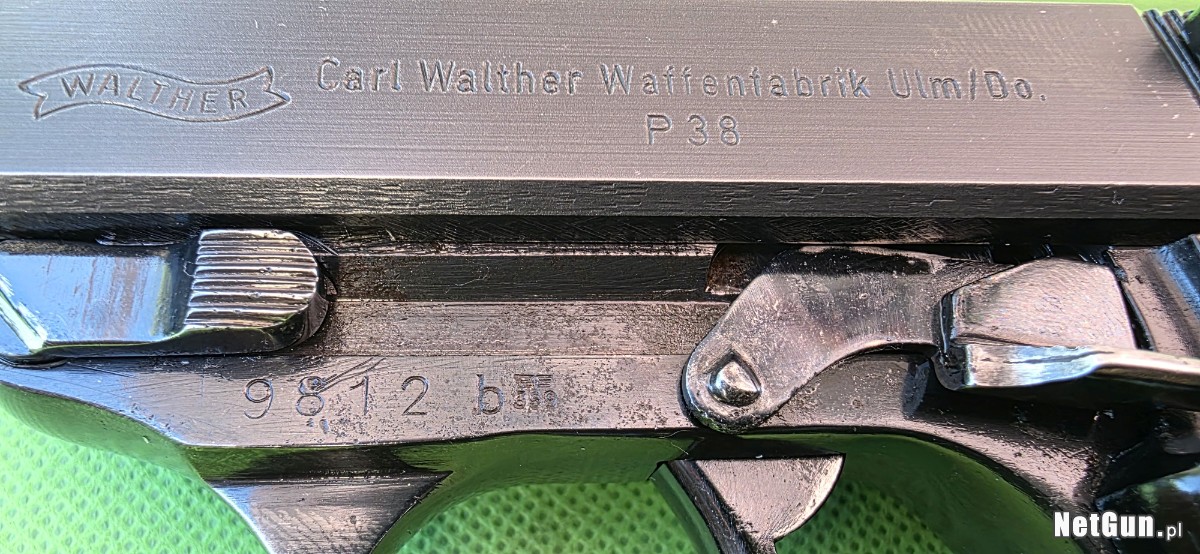 WALTHER
Carl Walther Waffenfabrik Ulm/Do.
P38
9812 b
NetGun.pl